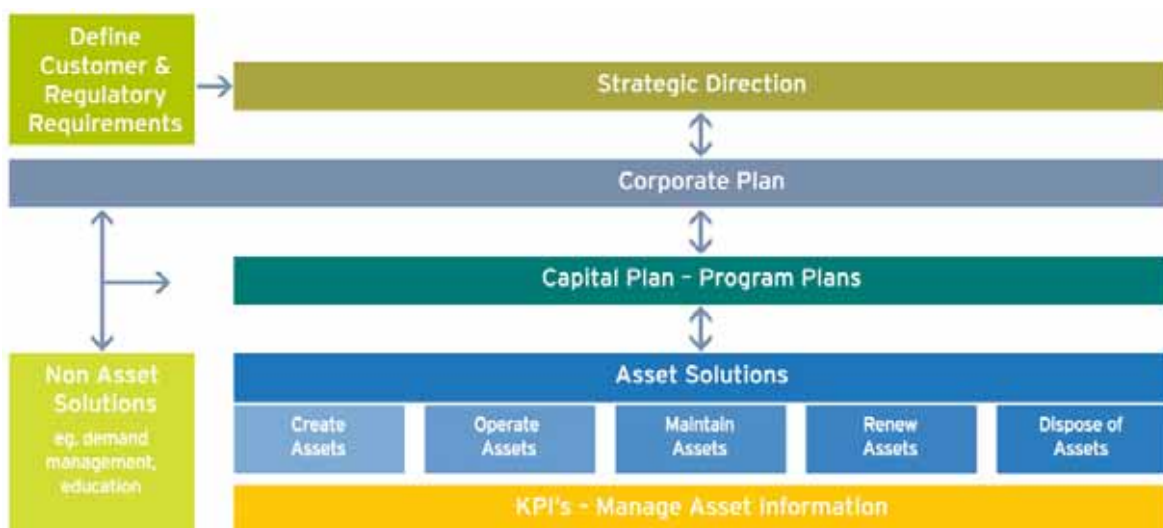 Define
Customer &
Regulatory
Requirements
Strategic Direction
Corporate Plan
Capital Plan – Program Plans
Non Asset
Solutions
eg. demand
management,
education
Asset Solutions
Create
Assets
Operate
Assets
Maintain
Assets
Renew
Assets
Dispose of
Assets
KPI's - Manage Asset Information